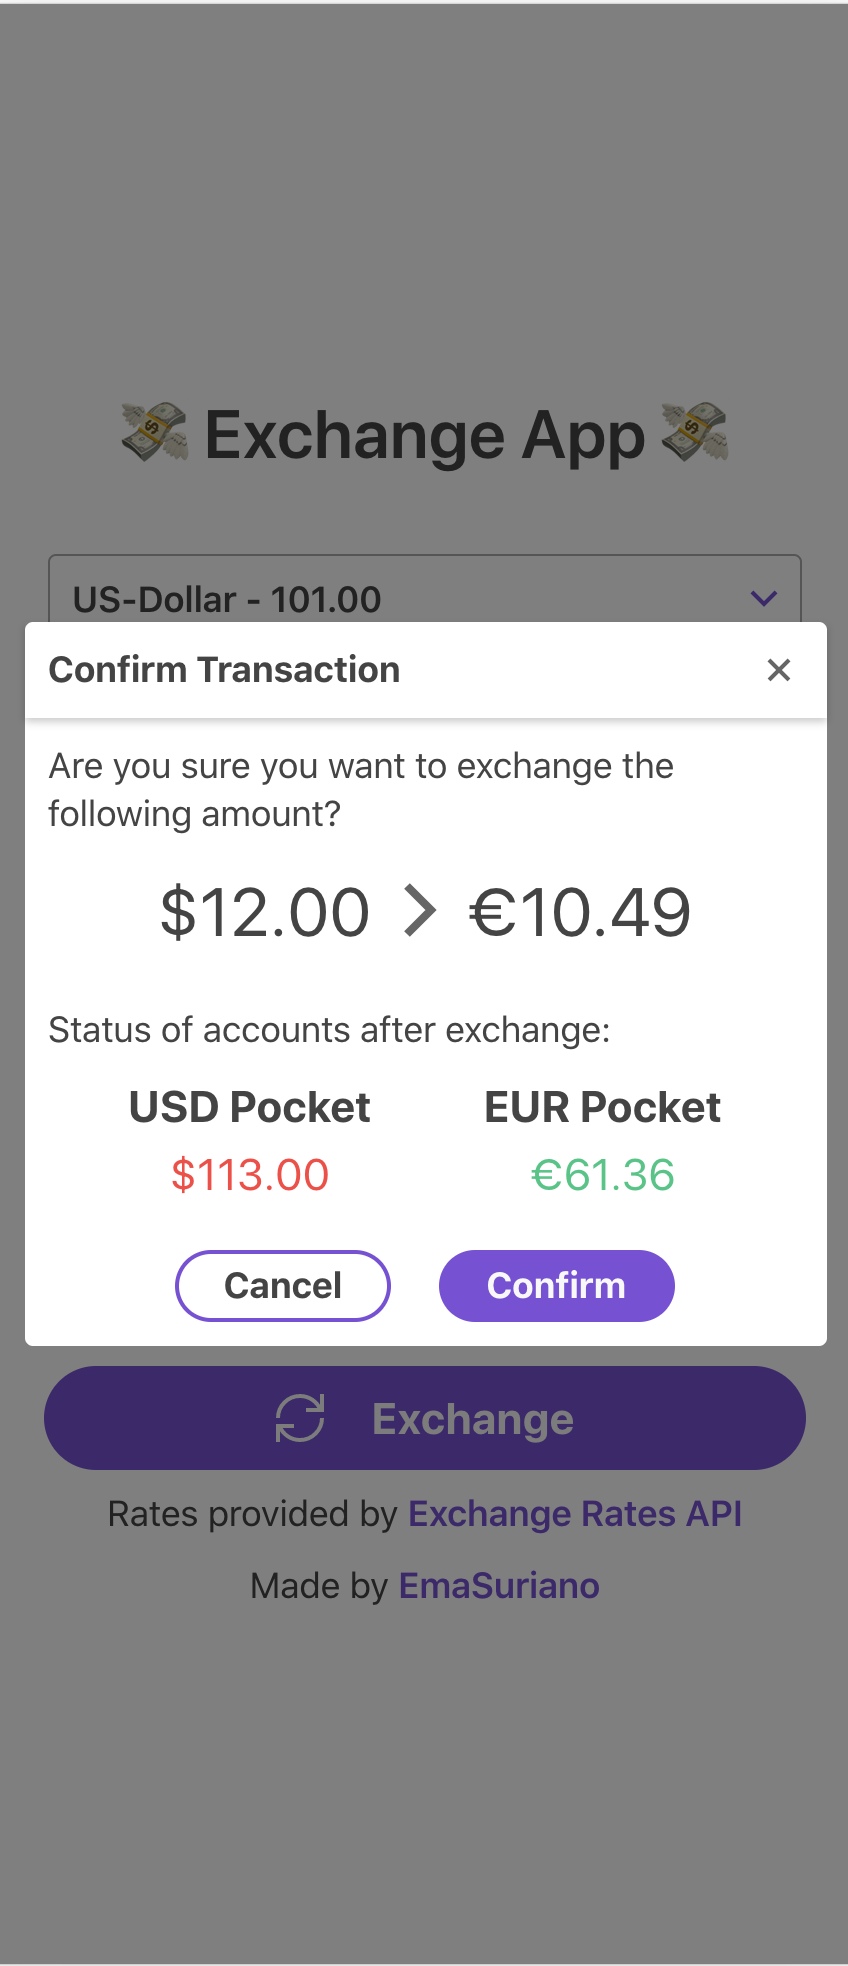 Exchange App
US-Dollar - 101.00
Confirm Transaction
Are you sure you want to exchange the
following amount?
$12.00 > €10.49
Status of accounts after exchange:
USD Pocket EUR Pocket
$113.00 €61.36
Cancel Confirm
Exchange
Rates provided by Exchange Rates API
Made by EmaSuriano